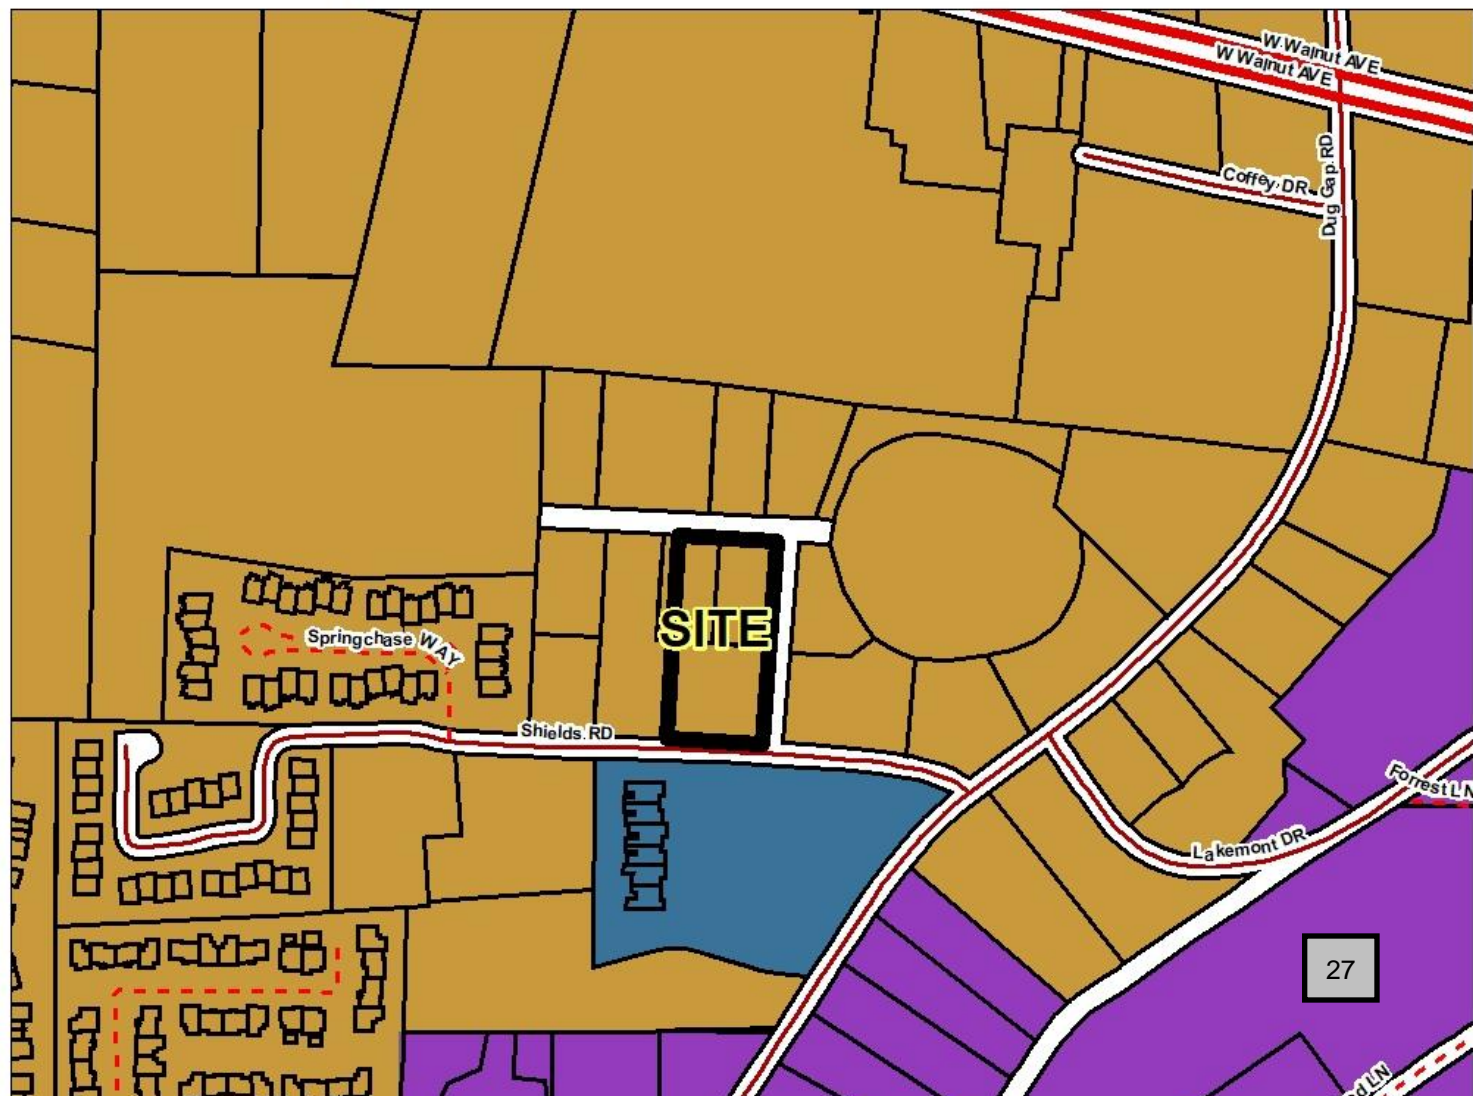 W Walnut AVE
W Walnut AVE
Dug Gap RD
Coffey DR
SITE
Springchase WAY
Shields RD
Forrest LN
Lakemont DR
27
LN